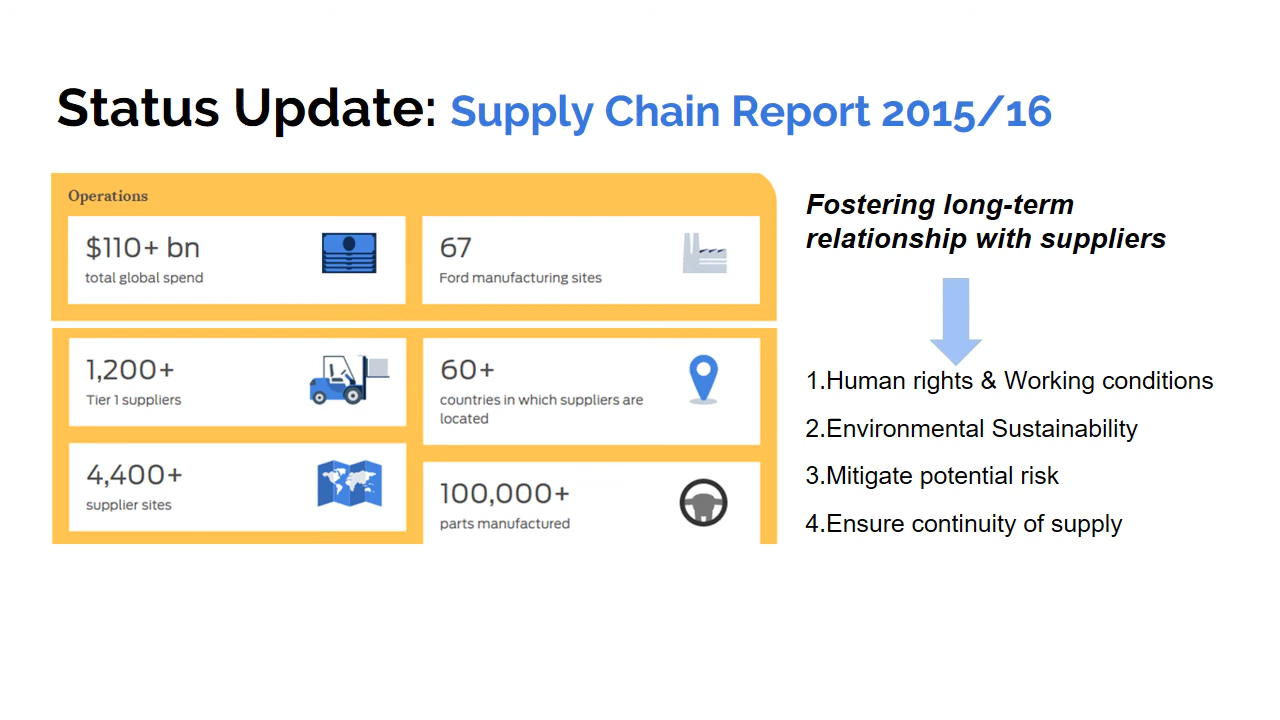 Status Update: Supply Chain Report 2015/16
Operations
$110+ bn
total global spend
67
Ford manufacturing sites
1,200+
Tier 1 suppliers
60+
countries in which suppliers are
located
4,400+
supplier sites
100,000+
parts manufactured
Fostering long-term
relationship with suppliers
1.Human rights & Working conditions
2.Environmental Sustainability
3.Mitigate potential risk
4.Ensure continuity of supply